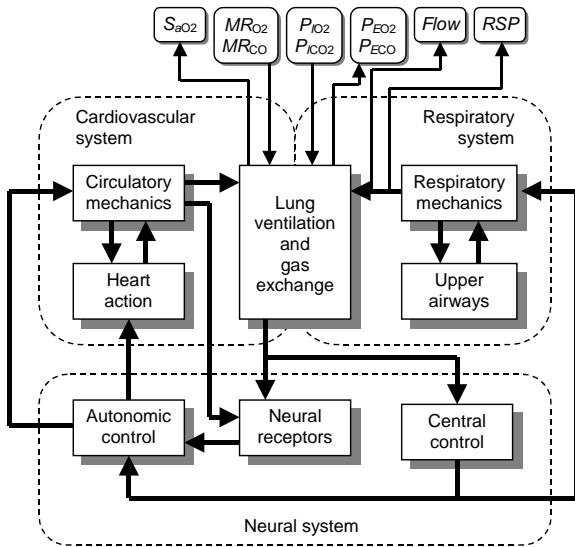 SaO2
MRO2
MRCO
PIO2
PICO2
PEO2
PECO
Flow
RSP
Cardiovascular
system
Respiratory
system
Circulatory
mechanics
Lung
ventilation
and
gas
exchange
Respiratory
mechanics
Heart
action
Upper
airways
Autonomic
control
Neural
receptors
Central
control
Neural system